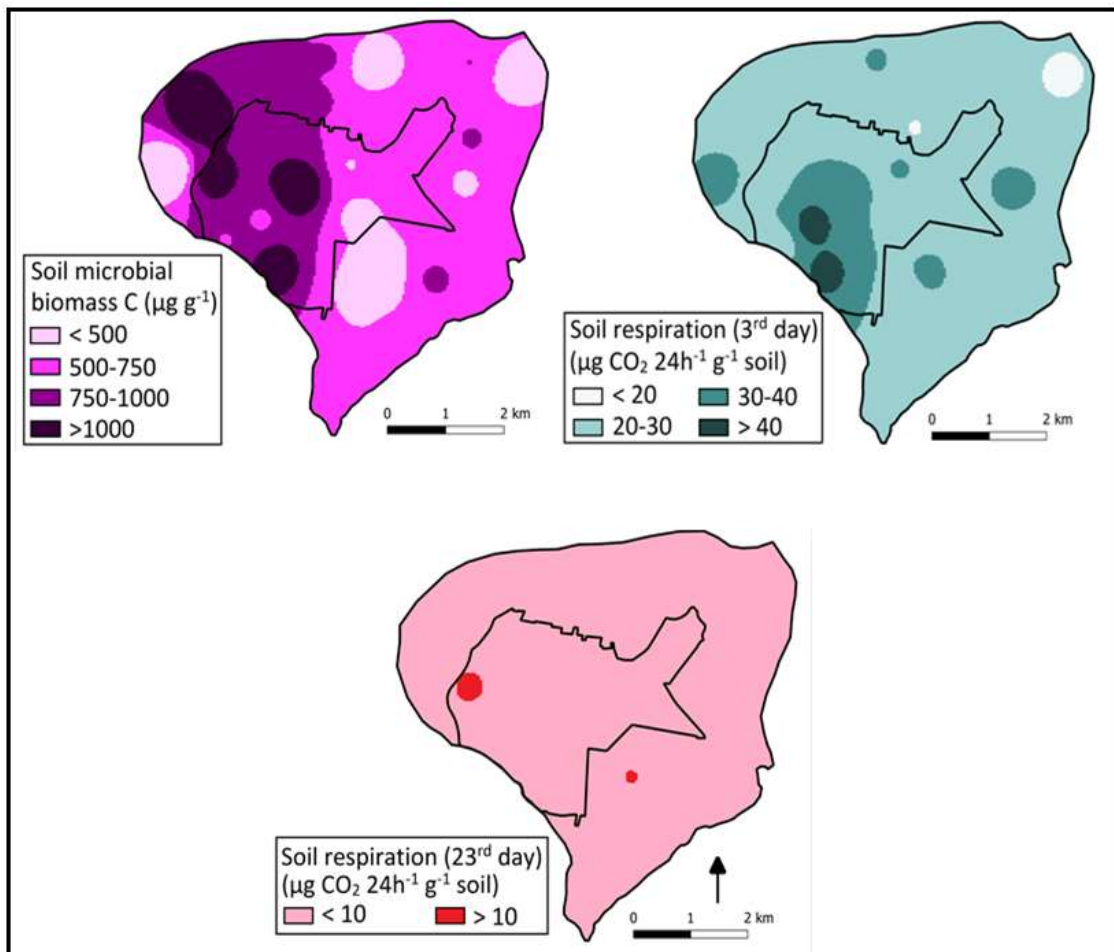 Soil microbial
biomass C (µg g⁻¹)
< 500
500-750
750-1000
>1000
0 1 2 km
Soil respiration (3ʳᵈ day)
(µg CO₂ 24h⁻¹ g⁻¹ soil)
< 20 30-40
20-30 > 40
0 1 2 km
Soil respiration (23ʳᵈ day)
(µg CO₂ 24h⁻¹ g⁻¹ soil)
< 10 > 10
0 1 2 km